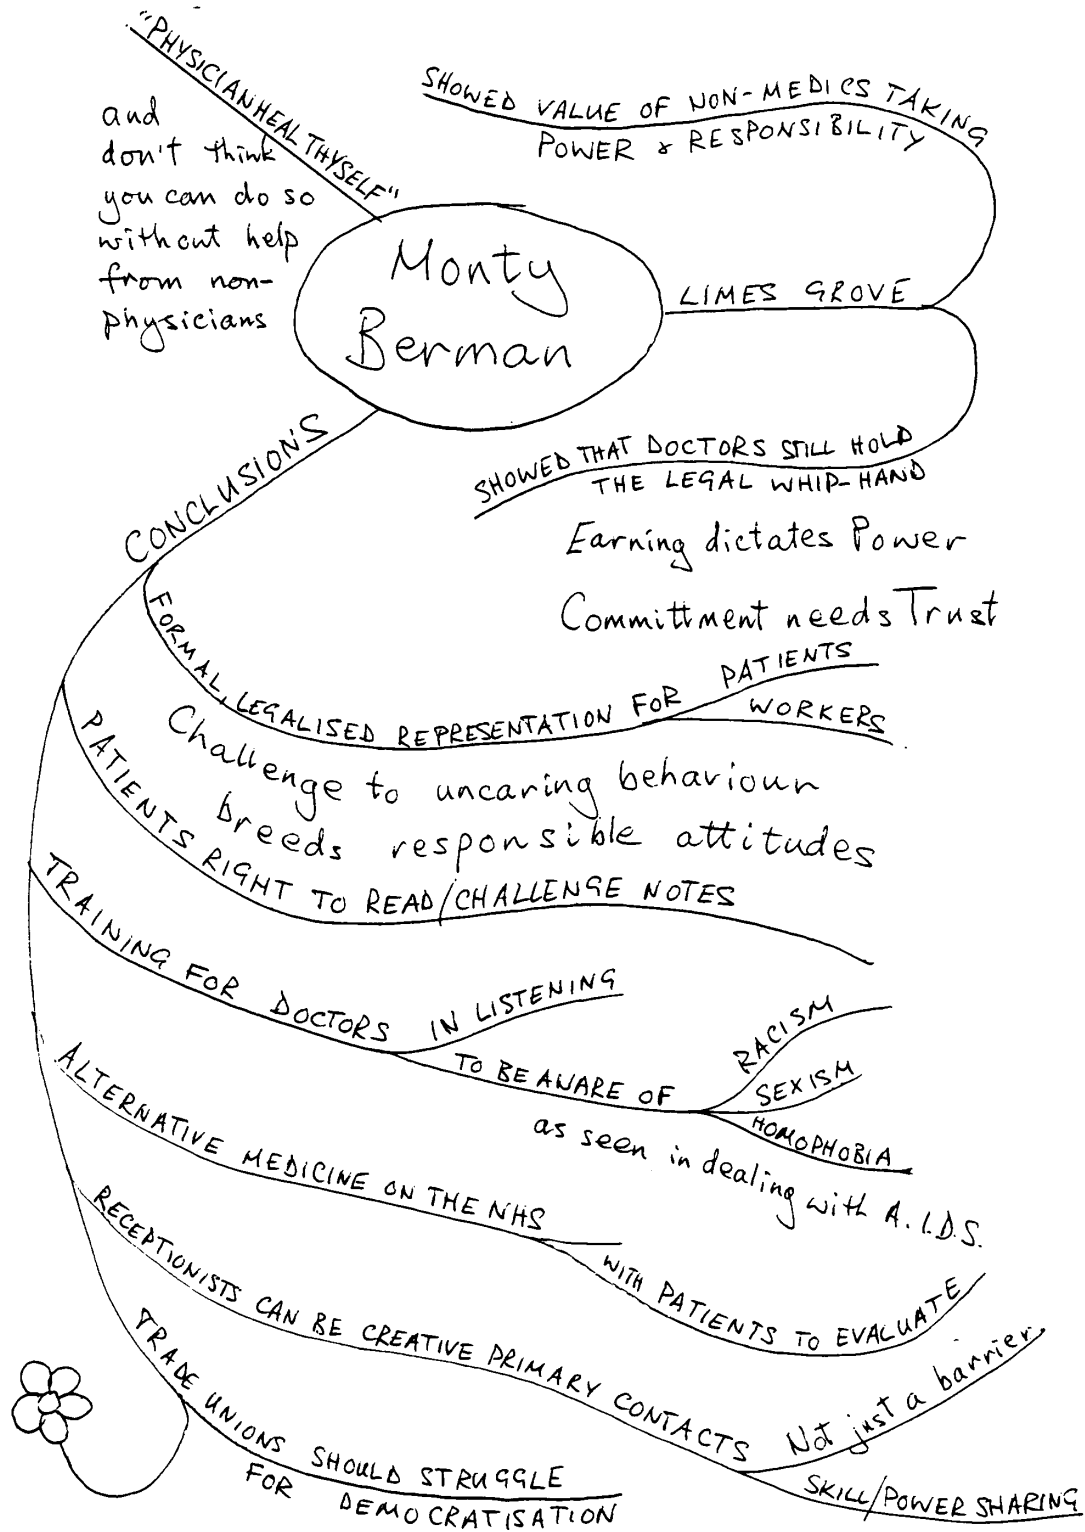 "PHYSICIAN HEAL THYSELF"
and
don't think
you can do so
without help
from non-
physicians
Monty
Berman
LIMES GROVE
SHOWED VALUE OF NON-MEDICS TAKING
POWER & RESPONSIBILITY
SHOWED THAT DOCTORS STILL HOLD
THE LEGAL WHIP-HAND
Earning dictates Power
Committment needs Trust
CONCLUSIONS
FORMAL, LEGALISED REPRESENTATION FOR
PATIENTS
WORKERS
Challenge to uncaring behaviour
breeds responsible attitudes
PATIENTS RIGHT TO READ/CHALLENGE NOTES
TRAINING FOR DOCTORS
IN LISTENING
TO BE AWARE OF
RACISM
SEXISM
HOMOPHOBIA
as seen in dealing with A.I.D.S.
ALTERNATIVE MEDICINE ON THE NHS
WITH PATIENTS TO EVALUATE
RECEPTIONISTS CAN BE CREATIVE PRIMARY CONTACTS
Not just a barrier
SKILL/POWER SHARING
TRADE UNIONS SHOULD STRUGGLE
FOR DEMOCRATISATION